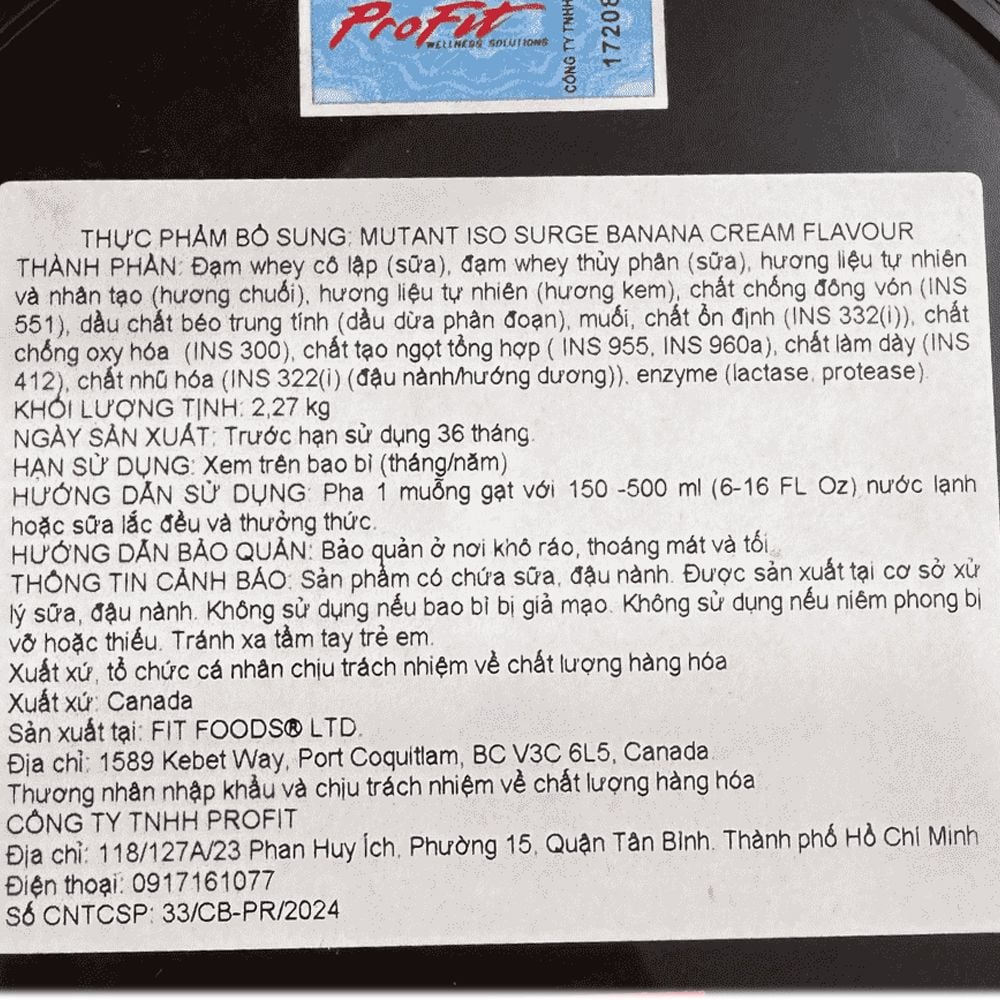 ProFit
WELLNESS SOLUTIONS
CÔNG TY TNHH
17208
THỰC PHẨM BỔ SUNG: MUTANT ISO SURGE BANANA CREAM FLAVOUR
THÀNH PHẦN: Đạm whey cô lập (sữa), đạm whey thủy phân (sữa), hương liệu tự nhiên
và nhân tạo (hương chuối), hương liệu tự nhiên (hương kem), chất chống đông vón (INS
551), dầu chất béo trung tính (dầu dừa phân đoạn), muối, chất ổn định (INS 332(i)), chất
chống oxy hóa (INS 300), chất tạo ngọt tổng hợp ( INS 955, INS 960a), chất làm dày (INS
412), chất nhũ hóa (INS 322(i) (đậu nành/hướng dương)), enzyme (lactase, protease).
KHỐI LƯỢNG TỊNH: 2,27 kg
NGÀY SẢN XUẤT: Trước hạn sử dụng 36 tháng.
HẠN SỬ DỤNG: Xem trên bao bì (tháng/năm)
HƯỚNG DẪN SỬ DỤNG: Pha 1 muỗng gạt với 150 -500 ml (6-16 FL Oz) nước lạnh
hoặc sữa lắc đều và thưởng thức.
HƯỚNG DẪN BẢO QUẢN: Bảo quản ở nơi khô ráo, thoáng mát và tối.
THÔNG TIN CẢNH BÁO: Sản phẩm có chứa sữa, đậu nành. Được sản xuất tại cơ sở xử
lý sữa, đậu nành. Không sử dụng nếu bao bì bị giả mạo. Không sử dụng nếu niêm phong bị
vỡ hoặc thiếu. Tránh xa tầm tay trẻ em.
Xuất xứ, tổ chức cá nhân chịu trách nhiệm về chất lượng hàng hóa
Xuất xứ: Canada
Sản xuất tại: FIT FOODS® LTD.
Địa chỉ: 1589 Kebet Way, Port Coquitlam, BC V3C 6L5, Canada.
Thương nhân nhập khẩu và chịu trách nhiệm về chất lượng hàng hóa
CÔNG TY TNHH PROFIT
Địa chỉ: 118/127A/23 Phan Huy Ích, Phường 15, Quận Tân Bình. Thành phố Hồ Chí Minh
Điện thoại: 0917161077
Số CNTCSP: 33/CB-PR/2024